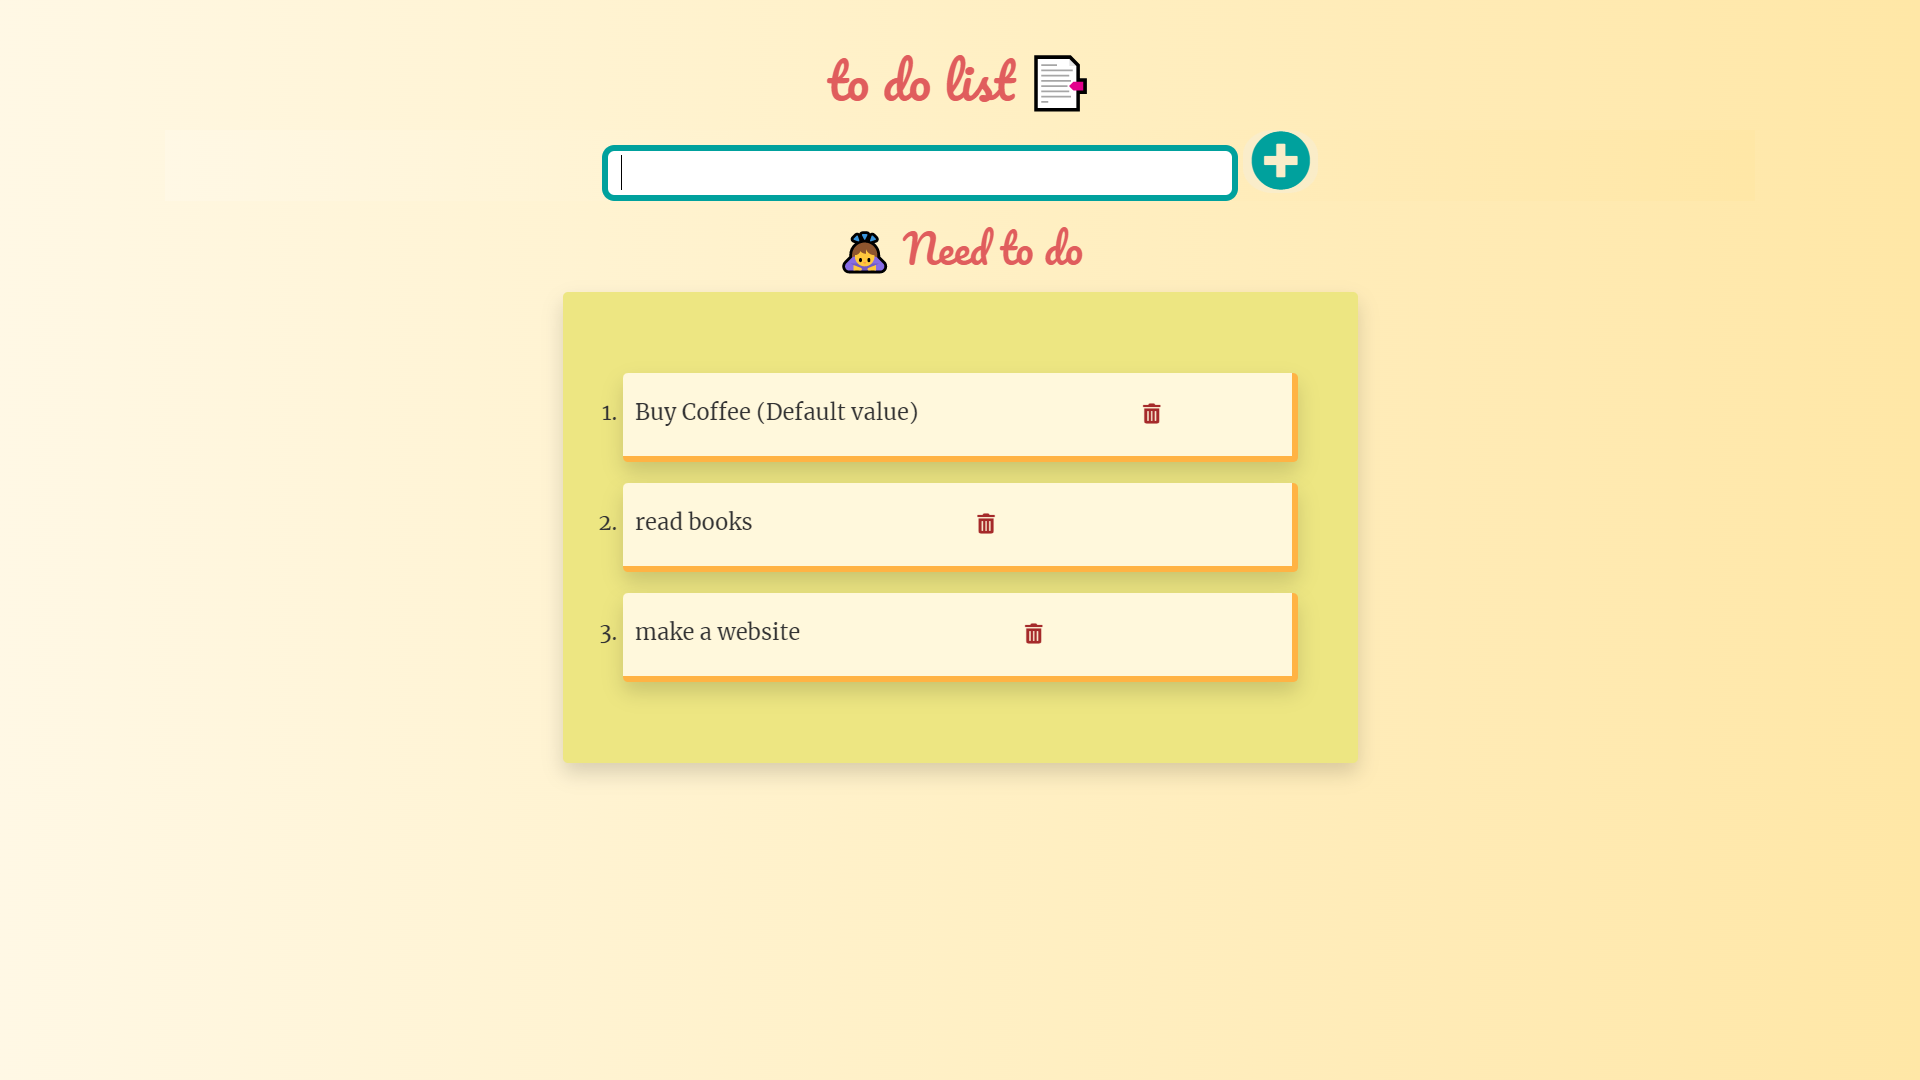 to do list
Need to do
1. Buy Coffee (Default value)
2. read books
3. make a website